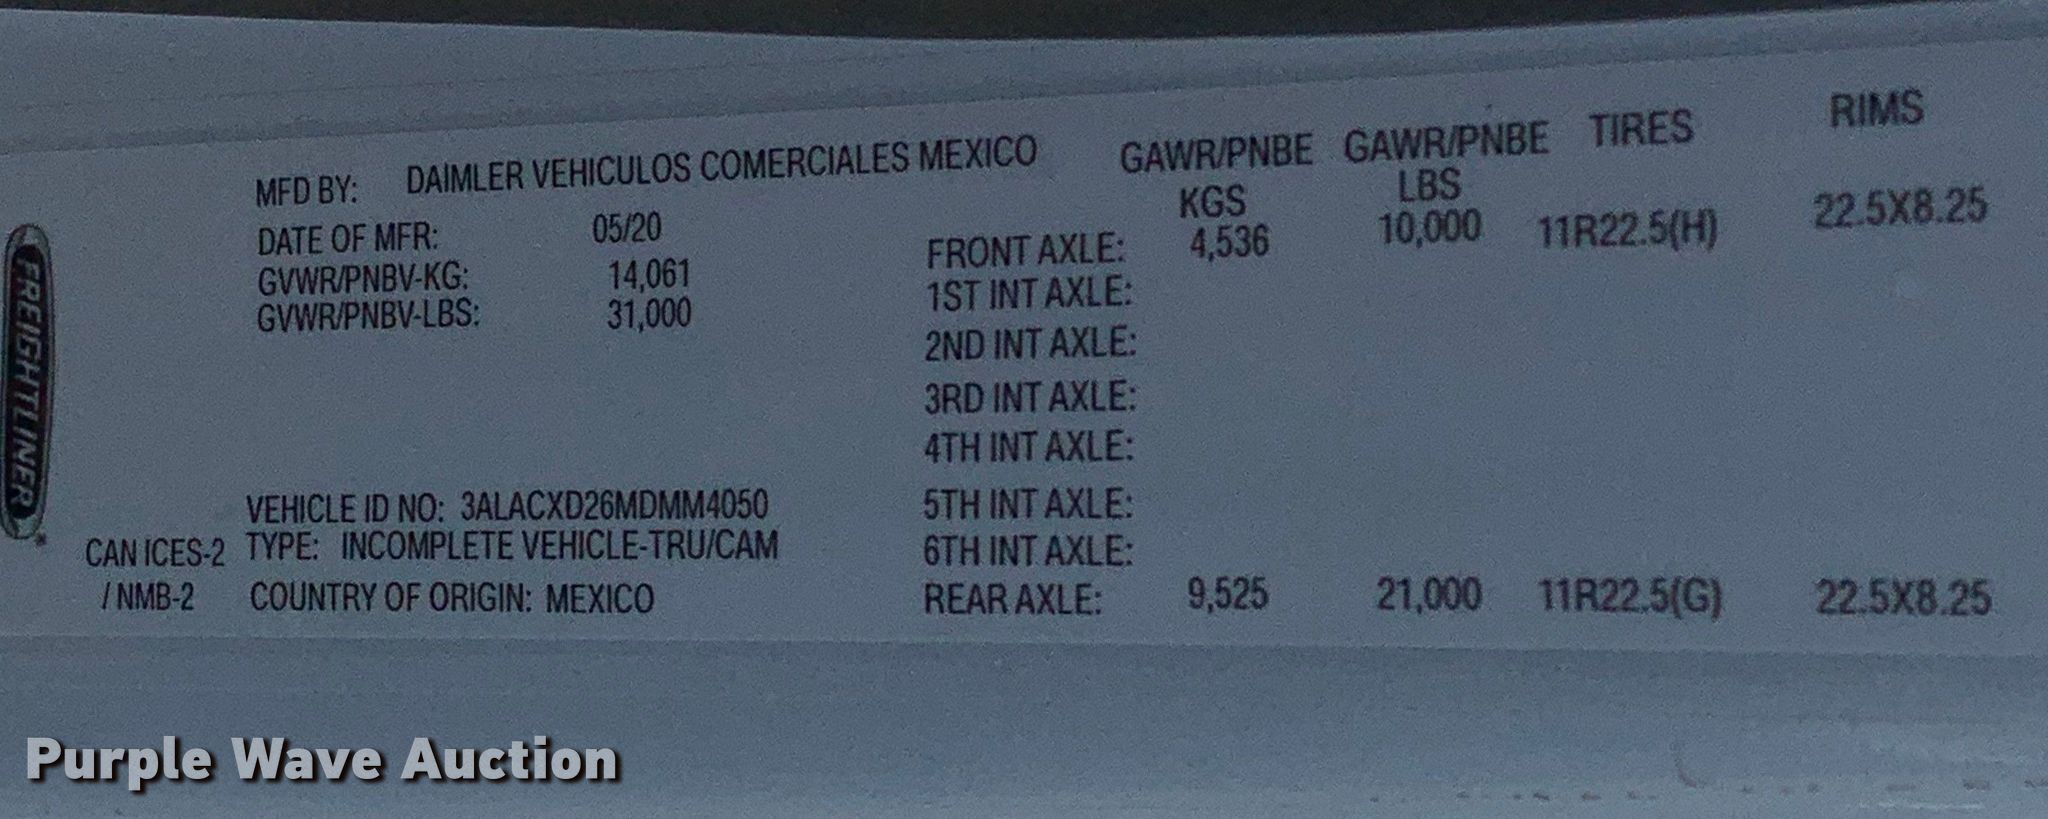 FREIGHTLINER
MFD BY: DAIMLER VEHICULOS COMERCIALES MEXICO
DATE OF MFR: 05/20
GVWR/PNBV-KG: 14,061
GVWR/PNBV-LBS: 31,000
VEHICLE ID NO: 3ALACXD26MDMM4050
CAN ICES-2 TYPE: INCOMPLETE VEHICLE-TRU/CAM
/ NMB-2 COUNTRY OF ORIGIN: MEXICO
GAWR/PNBE GAWR/PNBE TIRES RIMS
KGS LBS
FRONT AXLE: 4,536 10,000 11R22.5(H) 22.5X8.25
1ST INT AXLE:
2ND INT AXLE:
3RD INT AXLE:
4TH INT AXLE:
5TH INT AXLE:
6TH INT AXLE:
REAR AXLE: 9,525 21,000 11R22.5(G) 22.5X8.25
Purple Wave Auction